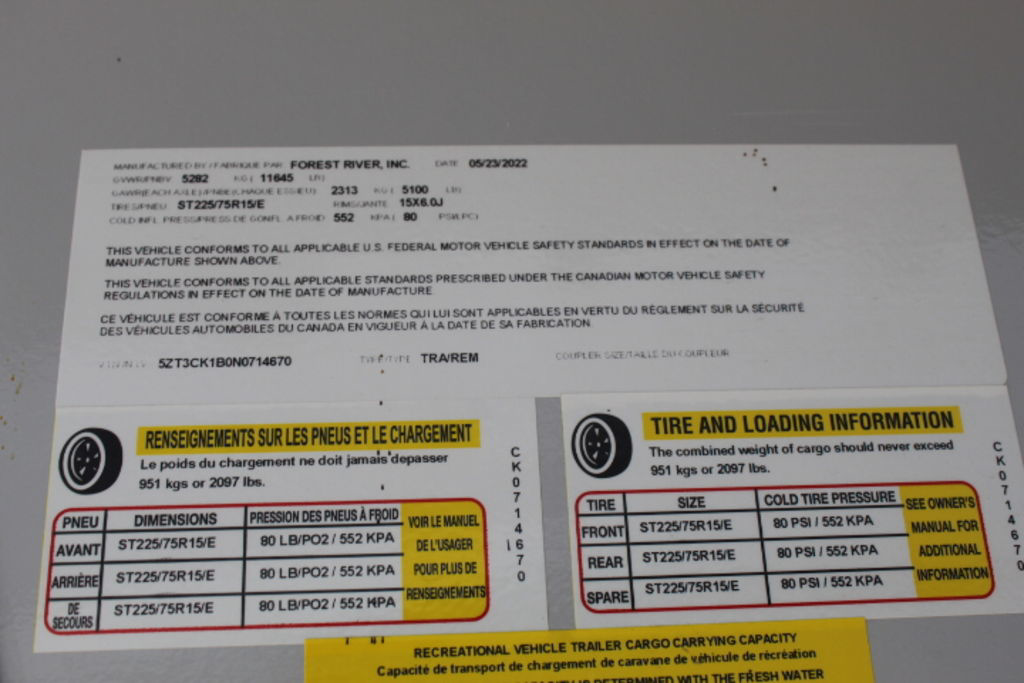 MANUFACTURED BY / FABRIQUE PAR FOREST RIVER, INC. DATE 05/23/2022
GVWR/PNBV 5282 KG ( 11645 LB)
GAWR(EACH AXLE)/PNBE(CHAQUE ESSIEU) 2313 KG ( 5100 LB)
TIRES/PNEU ST225/75R15/E RIMS/JANTE 15X6.0J
COLD INFL PRESS/PRESS DE GONFL A FROID 552 KPA ( 80 PSI/LPC)
THIS VEHICLE CONFORMS TO ALL APPLICABLE U.S. FEDERAL MOTOR VEHICLE SAFETY STANDARDS IN EFFECT ON THE DATE OF
MANUFACTURE SHOWN ABOVE.
THIS VEHICLE CONFORMS TO ALL APPLICABLE STANDARDS PRESCRIBED UNDER THE CANADIAN MOTOR VEHICLE SAFETY
REGULATIONS IN EFFECT ON THE DATE OF MANUFACTURE
CE VÉHICULE EST CONFORME À TOUTES LES NORMES QUI LUI SONT APPLICABLES EN VERTU DU RÈGLEMENT SUR LA SÉCURITÉ
DES VÉHICULES AUTOMOBILES DU CANADA EN VIGUEUR À LA DATE DE SA FABRICATION
5ZT3CK1B0N0714670 TYPE/TYPE TRA/REM COUPLER SIZE/TAILLE DU COUPLEUR
RENSEIGNEMENTS SUR LES PNEUS ET LE CHARGEMENT
Le poids du chargement ne doit jamais depasser
951 kgs or 2097 lbs.
PNEU DIMENSIONS PRESSION DES PNEUS À FROID
AVANT ST225/75R15/E 80 LB/PO2 / 552 KPA
ARRIÈRE ST225/75R15/E 80 LB/PO2 / 552 KPA
DE SECOURS ST225/75R15/E 80 LB/PO2 / 552 KPA
VOIR LE MANUEL
DE L'USAGER
POUR PLUS DE
RENSEIGNEMENTS
CK0714670
TIRE AND LOADING INFORMATION
The combined weight of cargo should never exceed
951 kgs or 2097 lbs.
TIRE SIZE COLD TIRE PRESSURE
FRONT ST225/75R15/E 80 PSI / 552 KPA
REAR ST225/75R15/E 80 PSI / 552 KPA
SPARE ST225/75R15/E 80 PSI / 552 KPA
SEE OWNER'S
MANUAL FOR
ADDITIONAL
INFORMATION
CK0714670
RECREATIONAL VEHICLE TRAILER CARGO CARRYING CAPACITY
Capacité de transport de chargement de caravane de véhicule de récréation
CAPACITY IS DETERMINED WITH THE FRESH WATER